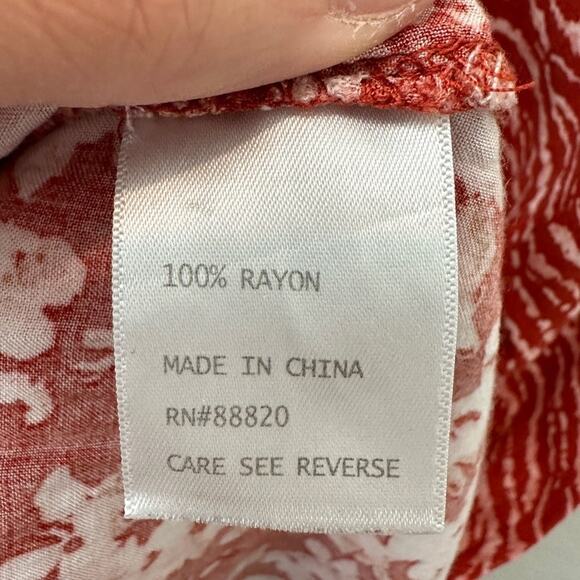 100% RAYON
MADE IN CHINA
RN#88820
CARE SEE REVERSE